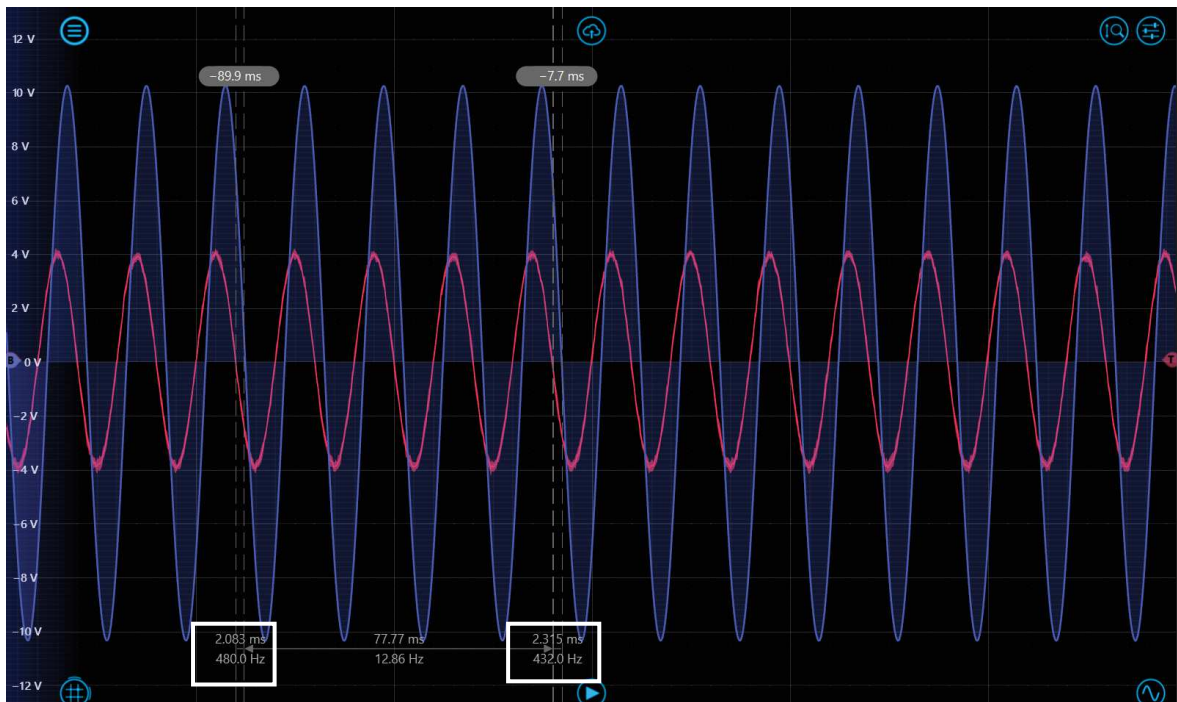 12 V
−89.9 ms
−7.7 ms
10 V
8 V
6 V
4 V
2 V
B
0 V
T
−2 V
−4 V
−6 V
−8 V
−10 V
2.083 ms
77.77 ms
2.315 ms
480.0 Hz
12.86 Hz
432.0 Hz
−12 V